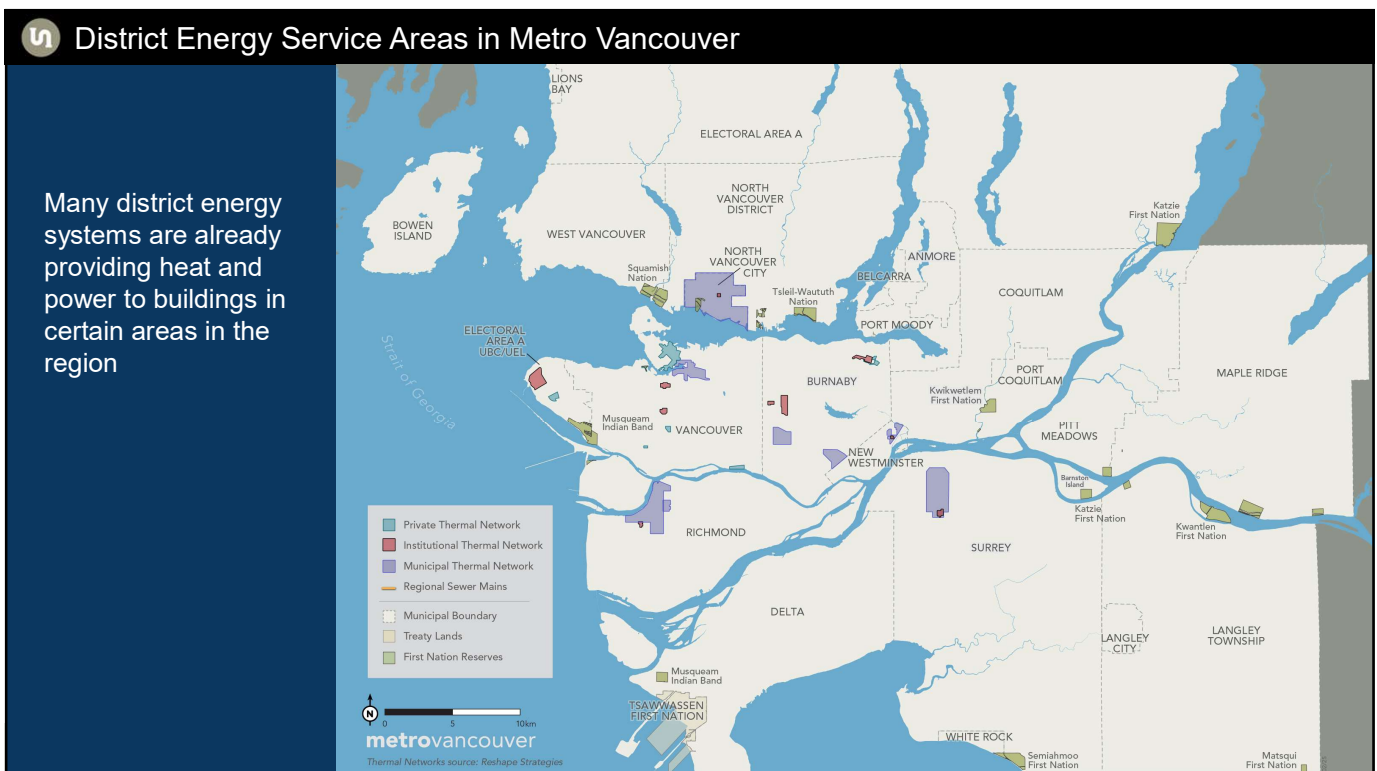 District Energy Service Areas in Metro Vancouver
Many district energy
systems are already
providing heat and
power to buildings in
certain areas in the
region
LIONS
BAY
ELECTORAL AREA A
NORTH
VANCOUVER
DISTRICT
BOWEN
ISLAND
WEST VANCOUVER
NORTH
VANCOUVER
CITY
Katzie
First Nation
ANMORE
BELCARRA
Squamish
Nation
Tsleil-Waututh
Nation
COQUITLAM
PORT MOODY
ELECTORAL
AREA A
UBC/UEL
Strait of Georgia
BURNABY
PORT
COQUITLAM
MAPLE RIDGE
Kwikwetlem
First Nation
Musqueam
Indian Band
VANCOUVER
PITT
MEADOWS
NEW
WESTMINSTER
Barnston
Island
Katzie
First Nation
Kwantlen
First Nation
RICHMOND
SURREY
DELTA
LANGLEY
CITY
LANGLEY
TOWNSHIP
Musqueam
Indian Band
TSAWWASSEN
FIRST NATION
WHITE ROCK
Semiahmoo
First Nation
Matsqui
First Nation
Private Thermal Network
Institutional Thermal Network
Municipal Thermal Network
Regional Sewer Mains
Municipal Boundary
Treaty Lands
First Nation Reserves
N
0 5 10km
metrovancouver
Thermal Networks source: Reshape Strategies